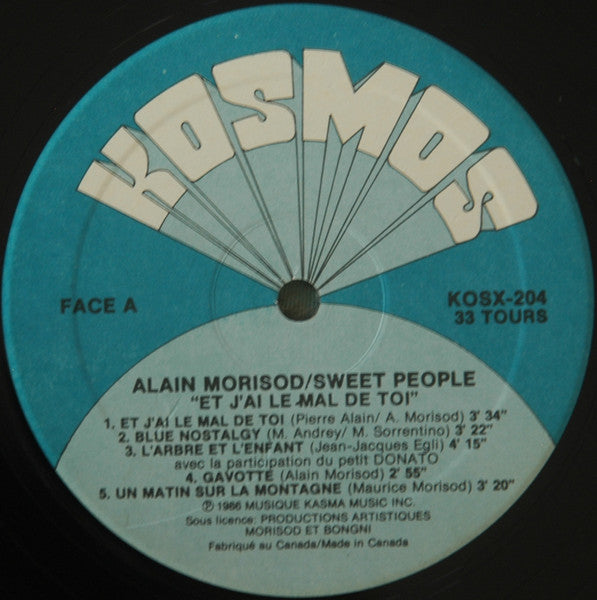 KOSMOS
FACE A
KOSX-204
33 TOURS
ALAIN MORISOD/SWEET PEOPLE
"ET J'AI LE MAL DE TOI"
1. ET J'AI LE MAL DE TOI (Pierre Alain/ A. Morisod) 3' 34"
2. BLUE NOSTALGY (M. Andrey/ M. Sorrentino) 3' 22"
3. L'ARBRE ET L'ENFANT (Jean-Jacques Egli) 4' 15"
avec la participation du petit DONATO
4. GAVOTTE (Alain Morisod) 2' 55"
5. UN MATIN SUR LA MONTAGNE (Maurice Morisod) 3' 20"
℗ 1986 MUSIQUE KASMA MUSIC INC.
Sous licence: PRODUCTIONS ARTISTIQUES
MORISOD ET BONGNI
Fabriqué au Canada/Made in Canada